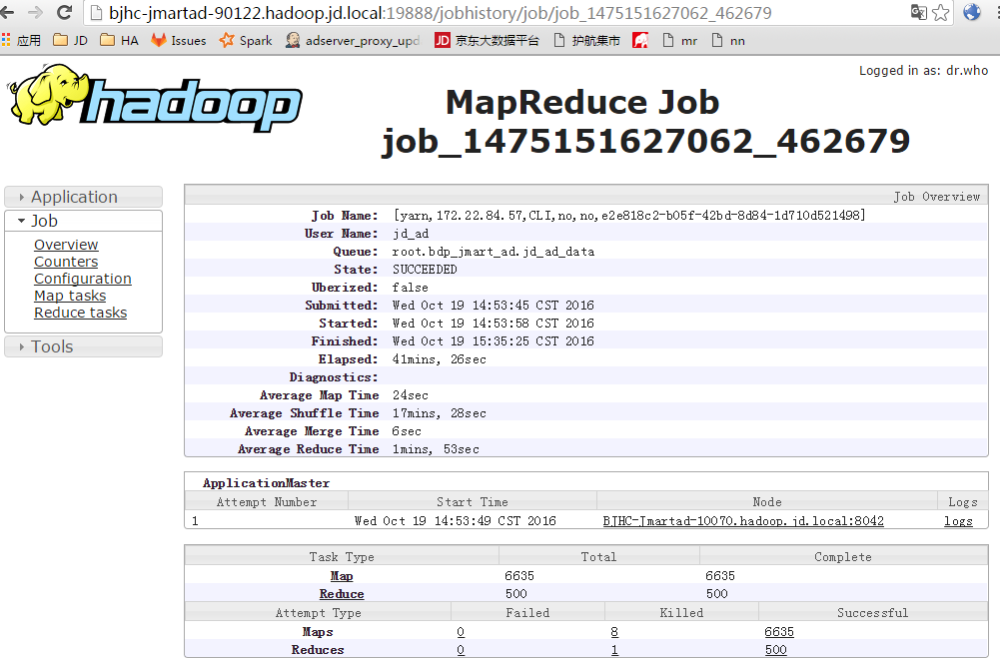 bjhc-jmartad-90122.hadoop.jd.local:19888/jobhistory/job/job_1475151627062_462679
应用 JD HA Issues Spark adserver_proxy_upd 京东大数据平台 护航集市 mr nn
Logged in as: dr.who
hadoop
MapReduce Job
job_1475151627062_462679
Application
Job
Overview
Counters
Configuration
Map tasks
Reduce tasks
Tools
Job Overview
Job Name: [yarn,172.22.84.57,CLI,no,no,e2e818c2-b05f-42bd-8d84-1d710d521498]
User Name: jd_ad
Queue: root.bdp_jmart_ad.jd_ad_data
State: SUCCEEDED
Uberized: false
Submitted: Wed Oct 19 14:53:45 CST 2016
Started: Wed Oct 19 14:53:58 CST 2016
Finished: Wed Oct 19 15:35:25 CST 2016
Elapsed: 41mins, 26sec
Diagnostics:
Average Map Time 24sec
Average Shuffle Time 17mins, 28sec
Average Merge Time 6sec
Average Reduce Time 1mins, 53sec
ApplicationMaster
Attempt Number Start Time Node Logs
1 Wed Oct 19 14:53:49 CST 2016 BJHC-Jmartad-10070.hadoop.jd.local:8042 logs
Task Type Total Complete
Map 6635 6635
Reduce 500 500
Attempt Type Failed Killed Successful
Maps 0 8 6635
Reduces 0 1 500